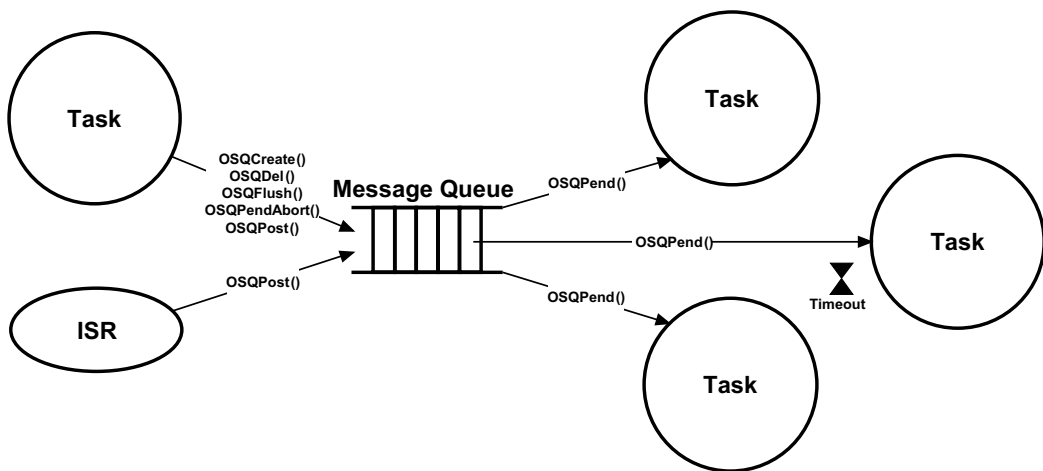 Task
OSQCreate()
OSQDel()
OSQFlush()
OSQPendAbort()
OSQPost()
Message Queue
OSQPend()
Task
OSQPend()
Task
Timeout
OSQPost()
ISR
OSQPend()
Task